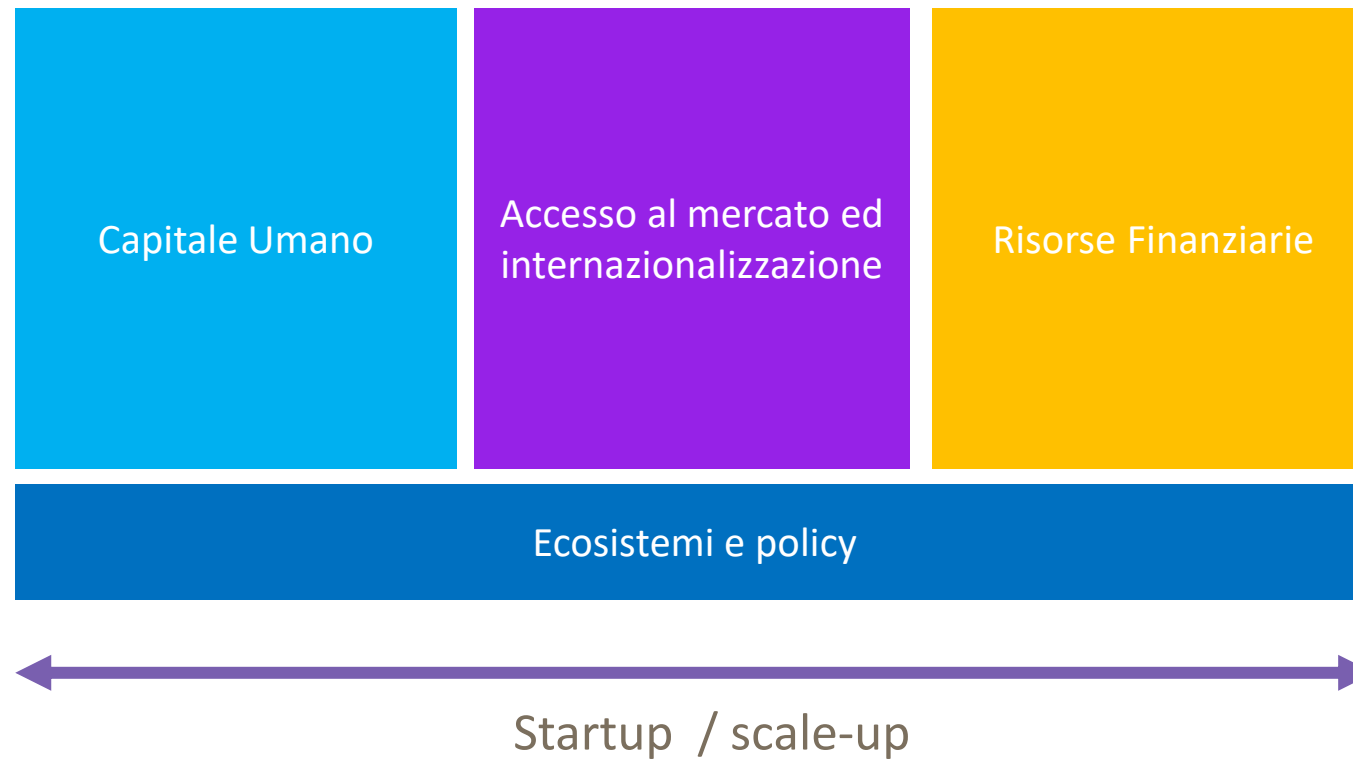 Capitale Umano
Accesso al mercato ed
internazionalizzazione
Risorse Finanziarie
Ecosistemi e policy
Startup / scale-up